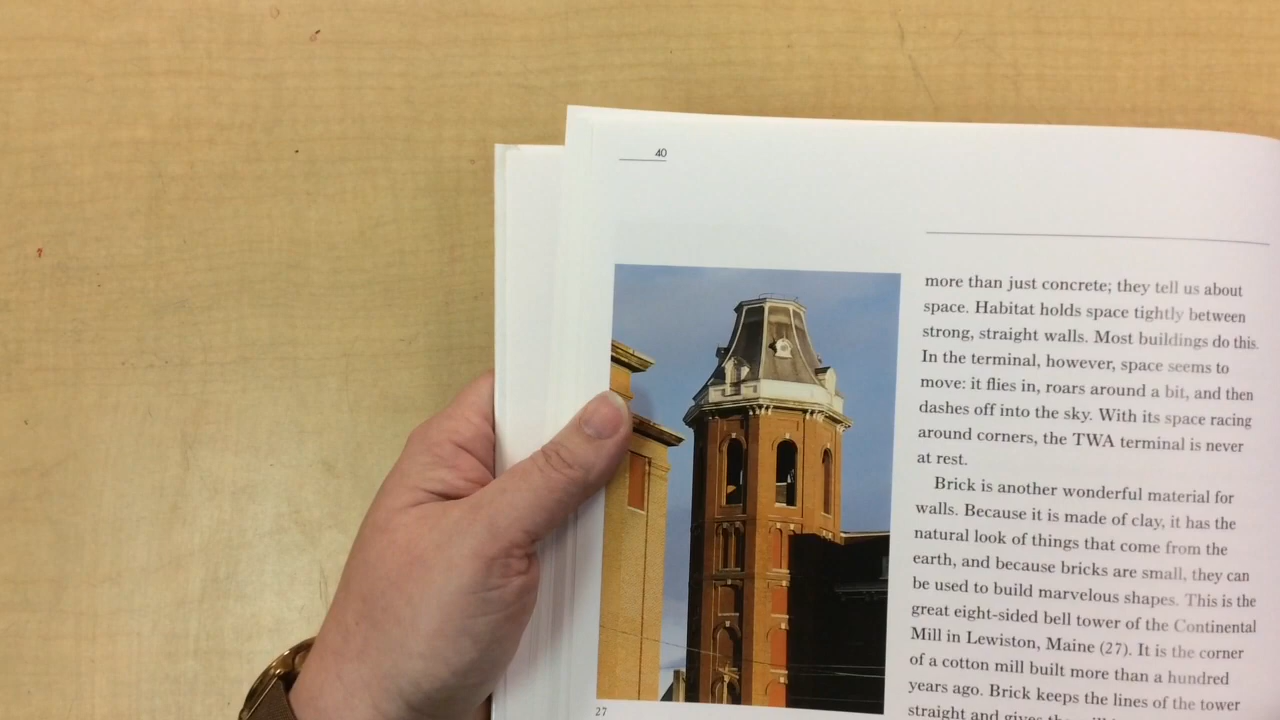 40
more than just concrete; they tell us about
space. Habitat holds space tightly between
strong, straight walls. Most buildings do this.
In the terminal, however, space seems to
move: it flies in, roars around a bit, and then
dashes off into the sky. With its space racing
around corners, the TWA terminal is never
at rest.
Brick is another wonderful material for
walls. Because it is made of clay, it has the
natural look of things that come from the
earth, and because bricks are small, they can
be used to build marvelous shapes. This is the
great eight-sided bell tower of the Continental
Mill in Lewiston, Maine (27). It is the corner
of a cotton mill built more than a hundred
years ago. Brick keeps the lines of the tower
straight and gives
27